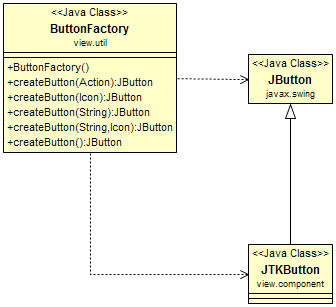 <<Java Class>>
ButtonFactory
view.util
+ButtonFactory()
+createButton(Action):JButton
+createButton(Icon):JButton
+createButton(String):JButton
+createButton(String,Icon):JButton
+createButton():JButton
<<Java Class>>
JButton
javax.swing
<<Java Class>>
JTKButton
view.component